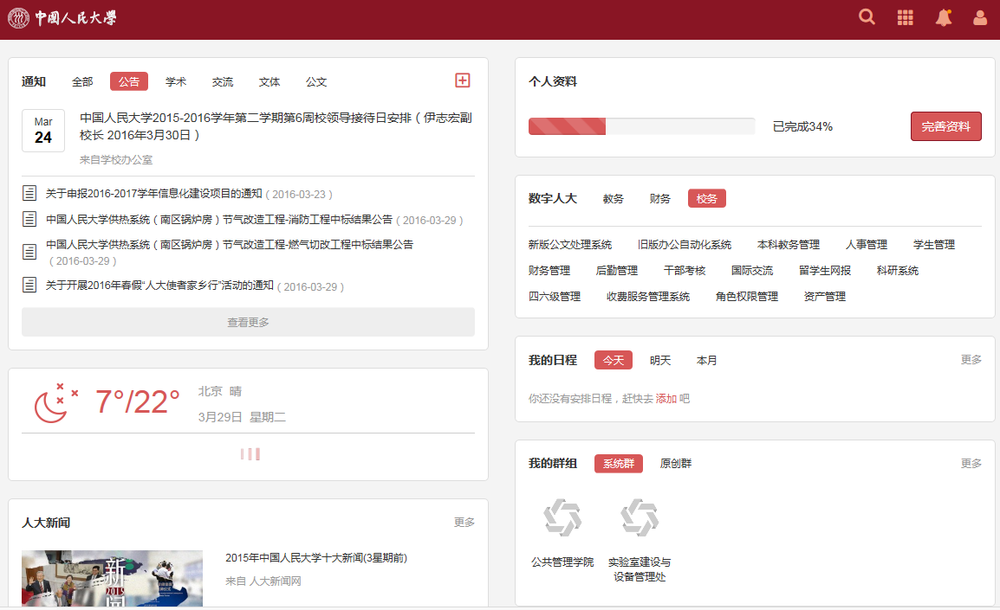 中国人民大学
通知 全部 公告 学术 交流 文体 公文
Mar
24
中国人民大学2015-2016学年第二学期第6周校领导接待日安排（伊志宏副
校长 2016年3月30日）
来自学校办公室
关于申报2016-2017学年信息化建设项目的通知（2016-03-23）
中国人民大学供热系统（南区锅炉房）节气改造工程-消防工程中标结果公告（2016-03-29）
中国人民大学供热系统（南区锅炉房）节气改造工程-燃气切改工程中标结果公告
（2016-03-29）
关于开展2016年春假“人大使者家乡行”活动的通知（2016-03-29）
查看更多
7°/22°
北京 晴
3月29日 星期二
人大新闻 更多
新
闻
2015年中国人民大学十大新闻(3星期前)
来自 人大新闻网
个人资料
已完成34%
完善资料
数字人大 教务 财务 校务
新版公文处理系统 旧版办公自动化系统 本科教务管理 人事管理 学生管理
财务管理 后勤管理 干部考核 国际交流 留学生网报 科研系统
四六级管理 收费服务管理系统 角色权限管理 资产管理
我的日程 今天 明天 本月 更多
你还没有安排日程，赶快去 添加 吧
我的群组 系统群 原创群 更多
公共管理学院
实验室建设与
设备管理处